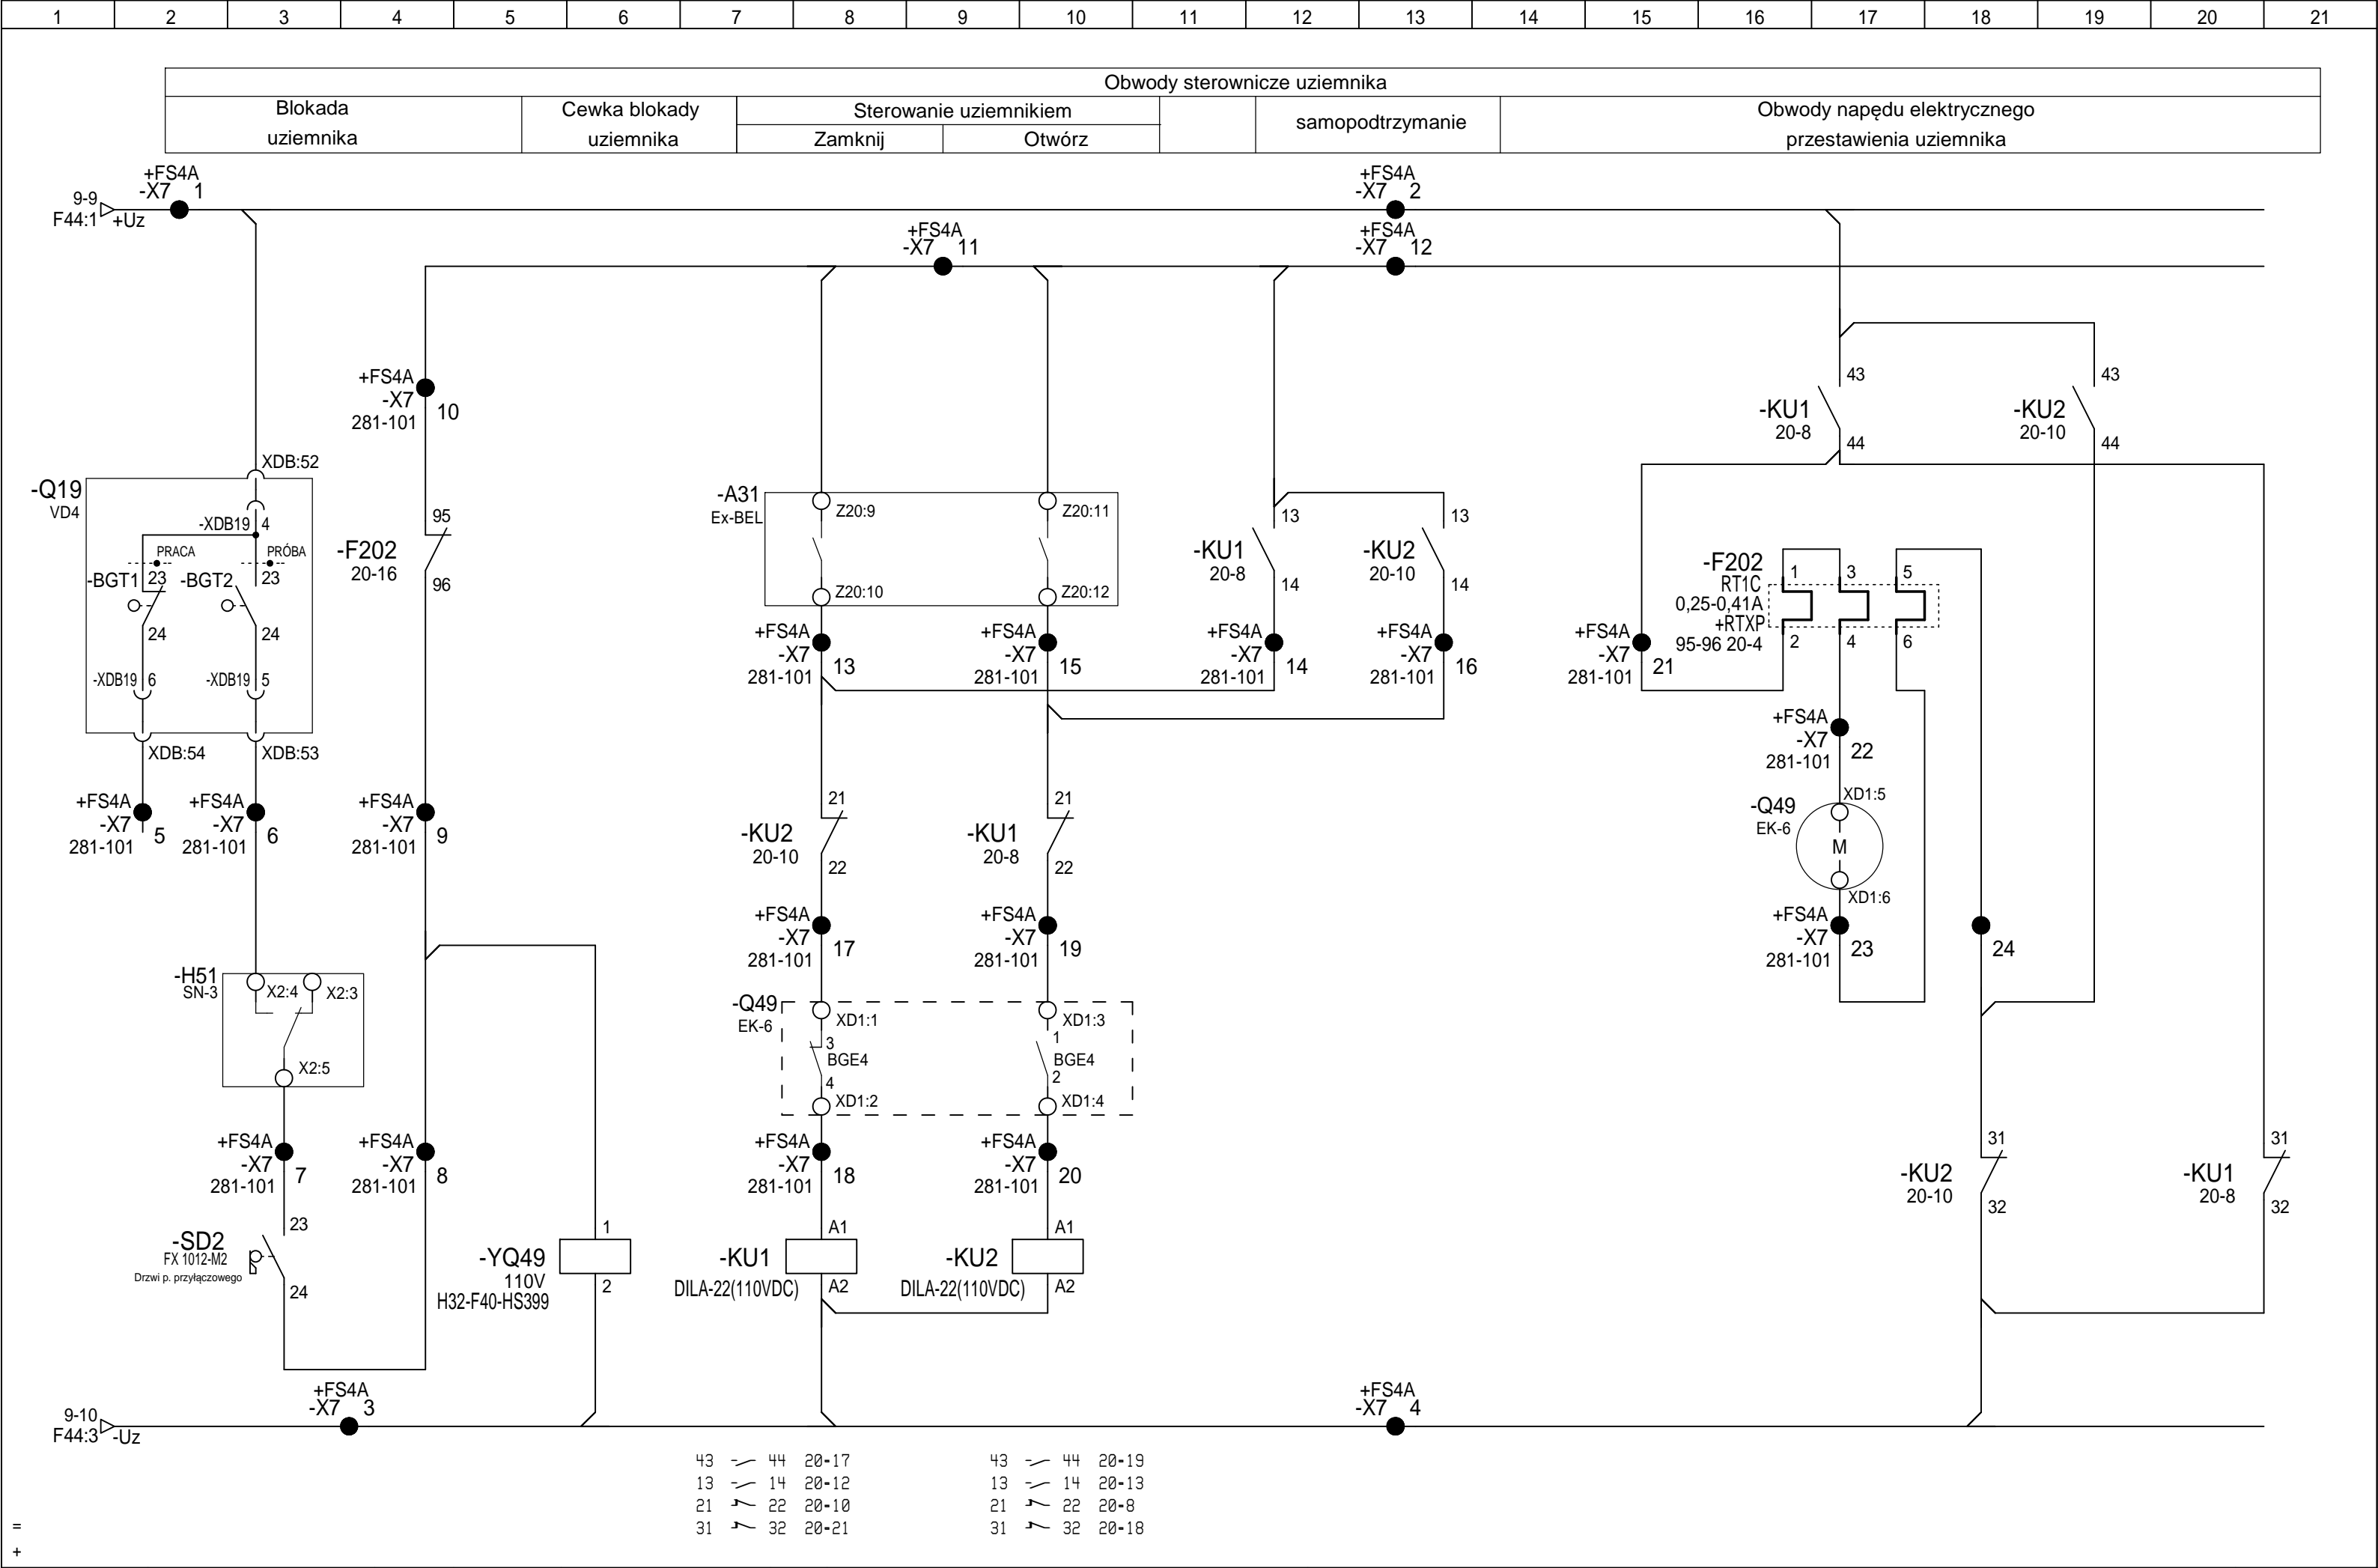 1 2 3 4 5 6 7 8 9 10 11 12 13 14 15 16 17 18 19 20 21
Obwody sterownicze uziemnika
Blokada
uziemnika
Cewka blokady
uziemnika
Sterowanie uziemnikiem
Zamknij
Otwórz
samopodtrzymanie
Obwody napędu elektrycznego
przestawienia uziemnika
9-9
F44:1
+Uz
+FS4A
-X7 1
+FS4A
-X7 2
+FS4A
-X7 11
+FS4A
-X7 12
+FS4A
-X7
281-101
10
XDB:52
-Q19
VD4
-XDB19 4
PRACA
PRÓBA
-BGT1 23
24
-BGT2 23
24
-XDB19 6
-XDB19 5
XDB:54
XDB:53
95
-F202
20-16
96
-A31
Ex-BEL
Z20:9
Z20:10
Z20:11
Z20:12
13
-KU1
20-8
14
13
-KU2
20-10
14
43
-KU1
20-8
44
43
-KU2
20-10
44
-F202
RT1C
0,25-0,41A
+RTXP
95-96 20-4
1 3 5
2 4 6
+FS4A
-X7
281-101
13
+FS4A
-X7
281-101
15
+FS4A
-X7
281-101
14
+FS4A
-X7
281-101
16
+FS4A
-X7
281-101
21
+FS4A
-X7
281-101
22
+FS4A
-X7
281-101
5
+FS4A
-X7
281-101
6
+FS4A
-X7
281-101
9
21
-KU2
20-10
22
21
-KU1
20-8
22
-Q49
EK-6
XD1:5
M
XD1:6
+FS4A
-X7
281-101
17
+FS4A
-X7
281-101
19
+FS4A
-X7
281-101
23
24
-H51
SN-3
X2:4
X2:3
X2:5
-Q49
EK-6
XD1:1
3
BGE4
4
XD1:2
XD1:3
1
BGE4
2
XD1:4
+FS4A
-X7
281-101
7
+FS4A
-X7
281-101
8
+FS4A
-X7
281-101
18
+FS4A
-X7
281-101
20
31
-KU2
20-10
32
31
-KU1
20-8
32
23
-SD2
FX 1012-M2
Drzwi p. przyłączowego
24
1
-YQ49
110V
2
H32-F40-HS399
A1
-KU1
DILA-22(110VDC)
A2
A1
-KU2
DILA-22(110VDC)
A2
9-10
F44:3
-Uz
+FS4A
-X7 3
+FS4A
-X7 4
43 44 20-17
13 14 20-12
21 22 20-10
31 32 20-21
43 44 20-19
13 14 20-13
21 22 20-8
31 32 20-18
=
+